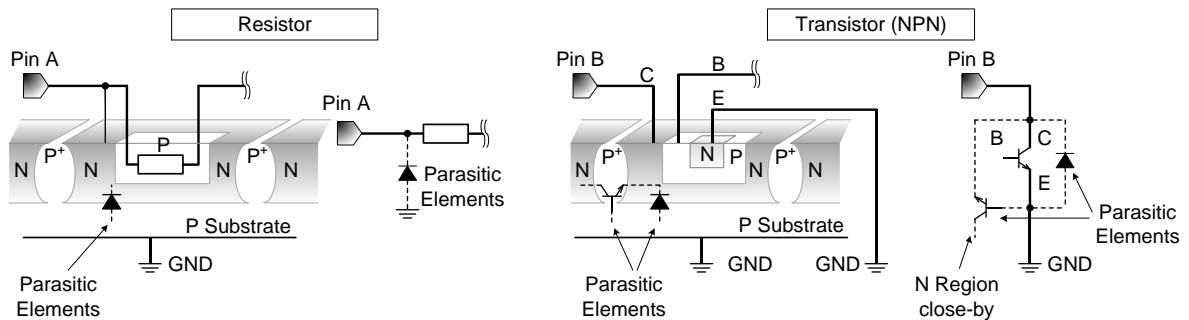 Resistor
Transistor (NPN)
Pin A
Pin A
N
P+
N
P
N
P+
N
Parasitic
Elements
P Substrate
GND
Parasitic
Elements
Pin B
C
B
E
N
P+
N
N
P
P+
N
P Substrate
GND
GND
Parasitic
Elements
Pin B
B
C
E
Parasitic
Elements
GND
N Region
close-by